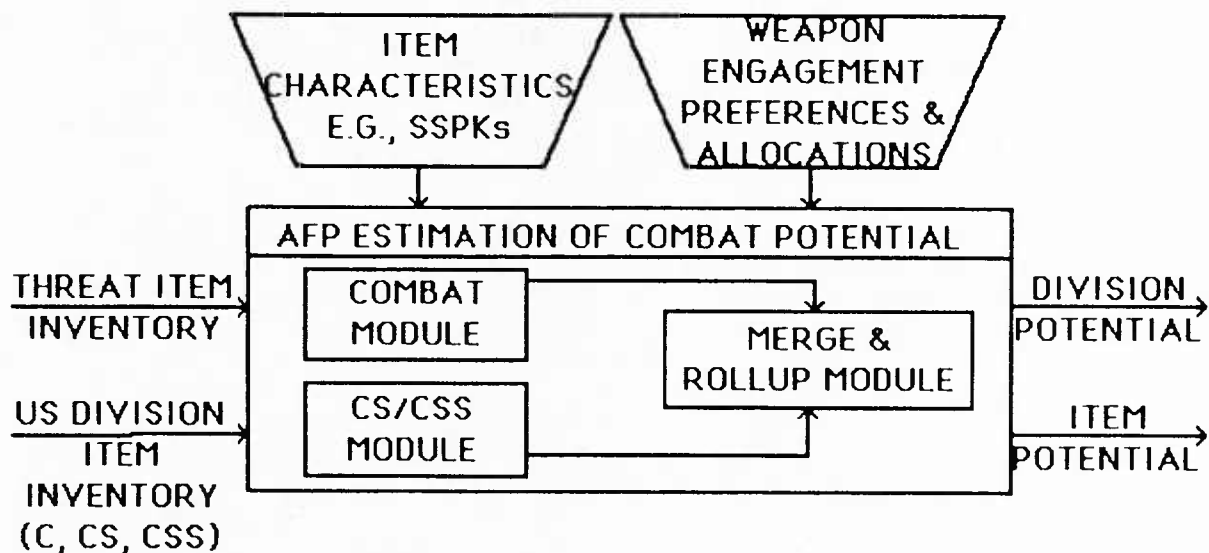 ITEM
CHARACTERISTICS
E.G., SSPKs
WEAPON
ENGAGEMENT
PREFERENCES &
ALLOCATIONS
AFP ESTIMATION OF COMBAT POTENTIAL
THREAT ITEM
INVENTORY
US DIVISION
ITEM
INVENTORY
(C, CS, CSS)
COMBAT
MODULE
CS/CSS
MODULE
MERGE &
ROLLUP MODULE
DIVISION
POTENTIAL
ITEM
POTENTIAL